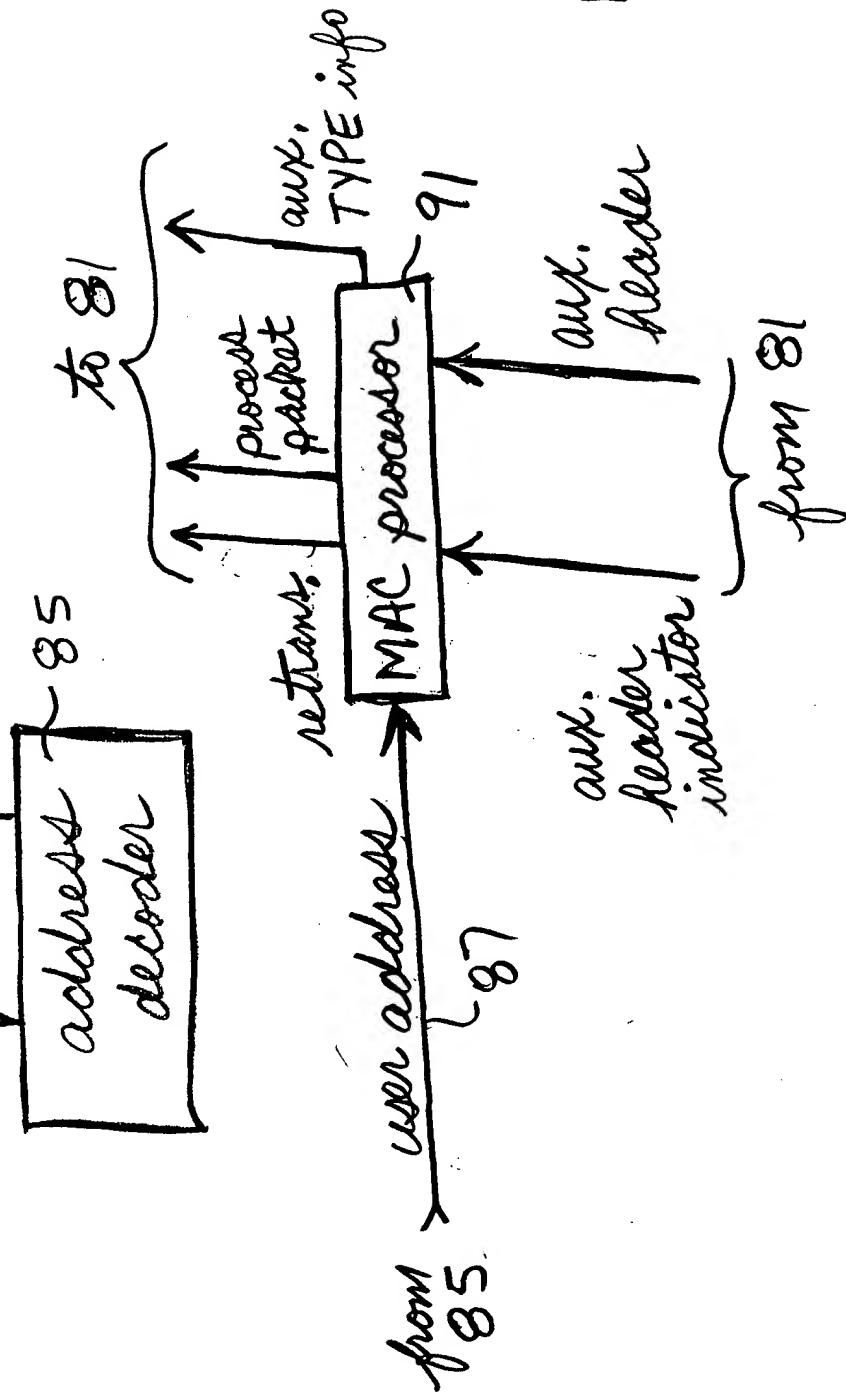 address
decoder
85
to 81
retrans.
process
packet
aux.
TYPE info
from
85.
user address
87
MAC processor
91
aux.
header
indicator
aux.
header
from 81